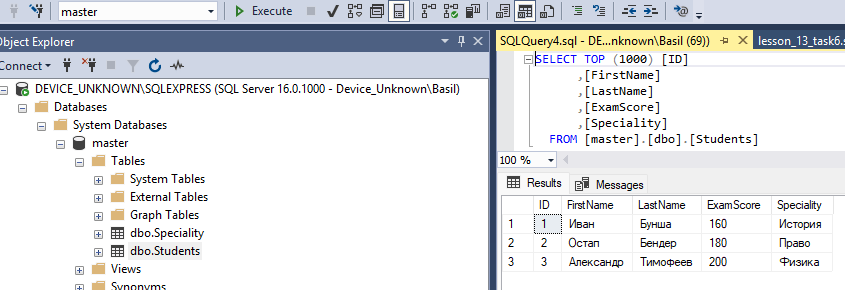 master
Execute
Object Explorer
Connect
DEVICE_UNKNOWN\SQLEXPRESS (SQL Server 16.0.1000 - Device_Unknown\Basil)
Databases
System Databases
master
Tables
System Tables
External Tables
Graph Tables
dbo.Speciality
dbo.Students
Views
Synonyms
SQLQuery4.sql - DE...nknown\Basil (69))
lesson_13_task6.s
SELECT TOP (1000) [ID]
,[FirstName]
,[LastName]
,[ExamScore]
,[Speciality]
FROM [master].[dbo].[Students]
100 %
Results Messages
ID FirstName LastName ExamScore Speciality
1 1 Иван Бунша 160 История
2 2 Остап Бендер 180 Право
3 3 Александр Тимофеев 200 Физика